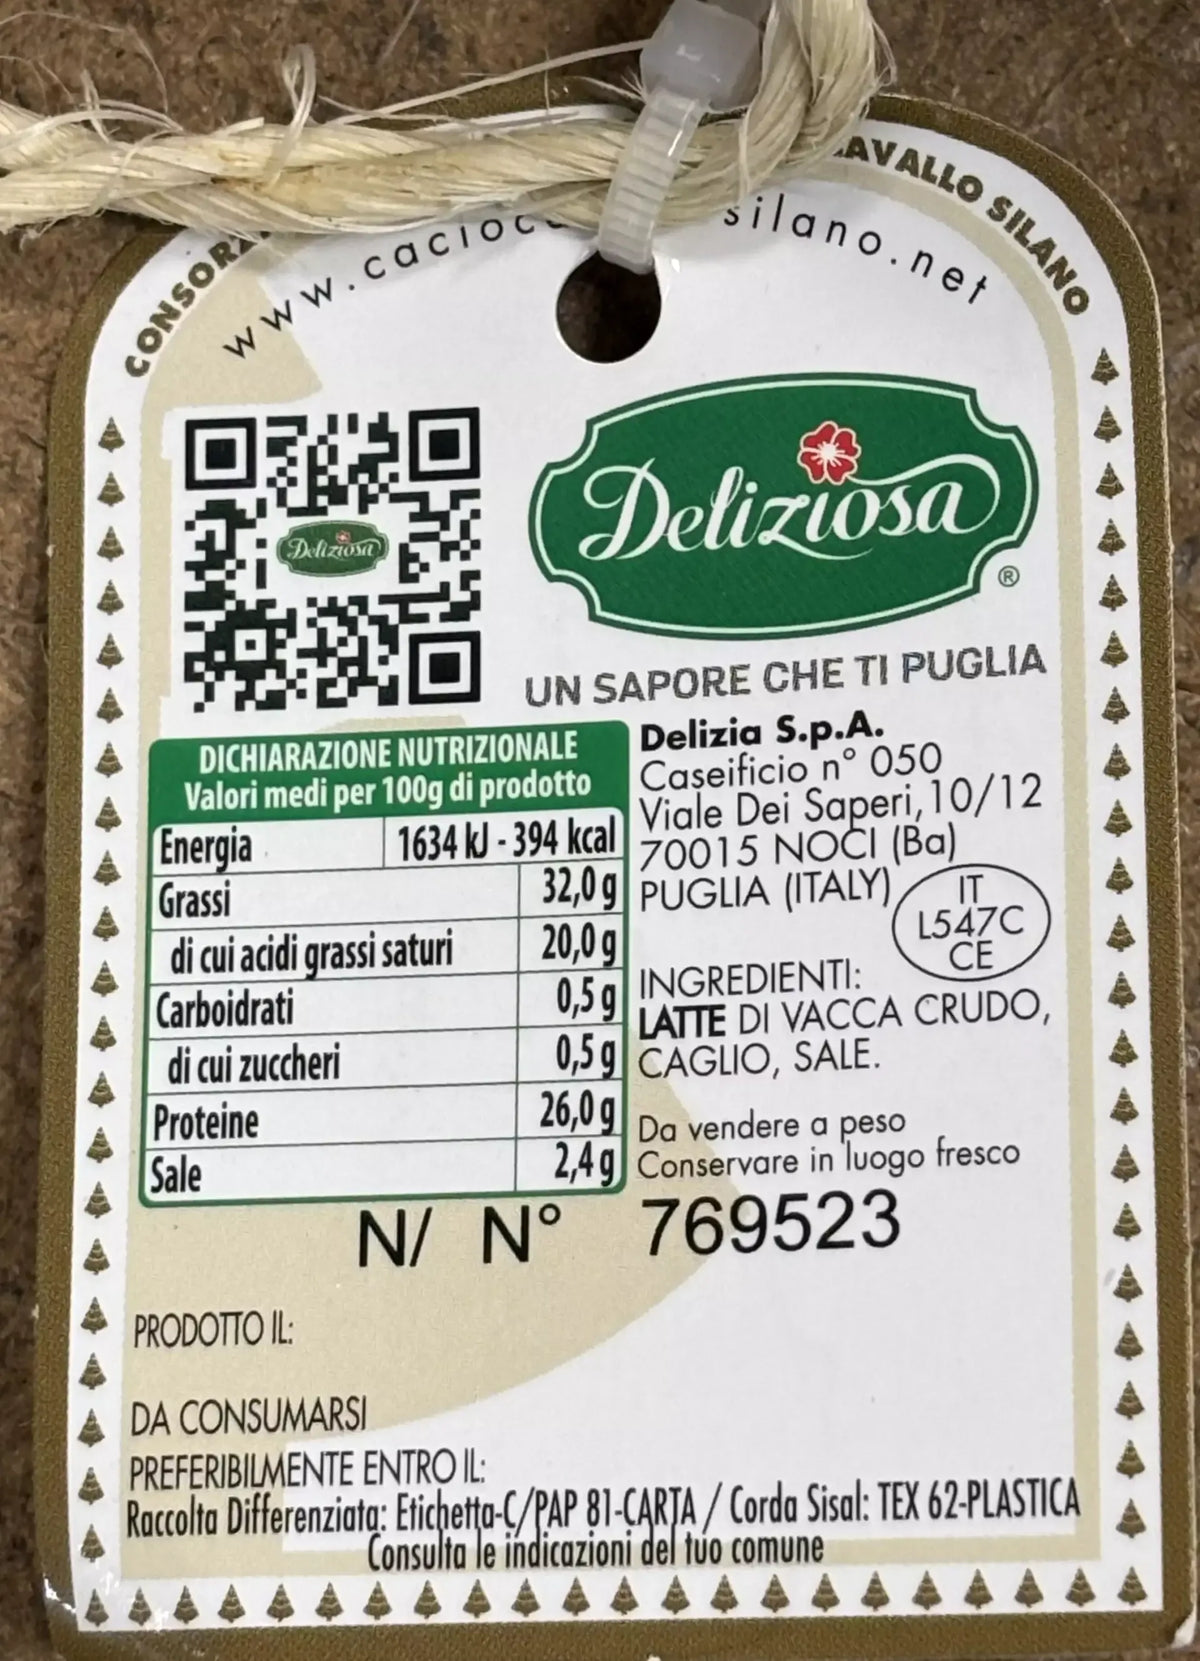 AVALLO SILANO
www.cacioc
silano.net
Deliziosa
Deliziosa
®
UN SAPORE CHE TI PUGLIA
DICHIARAZIONE NUTRIZIONALE
Valori medi per 100g di prodotto
Energia 1634 kJ - 394 kcal
Grassi 32,0 g
di cui acidi grassi saturi 20,0 g
Carboidrati 0,5 g
di cui zuccheri 0,5 g
Proteine 26,0 g
Sale 2,4 g
Delizia S.p.A.
Caseificio n° 050
Viale Dei Saperi, 10/12
70015 NOCI (Ba)
PUGLIA (ITALY)
IT
L547C
CE
INGREDIENTI:
LATTE DI VACCA CRUDO,
CAGLIO, SALE.
Da vendere a peso
Conservare in luogo fresco
N/ N° 769523
PRODOTTO IL:
DA CONSUMARSI
PREFERIBILMENTE ENTRO IL:
Raccolta Differenziata: Etichetta-C/PAP 81-CARTA / Corda Sisal: TEX 62-PLASTICA
Consulta le indicazioni del tuo comune